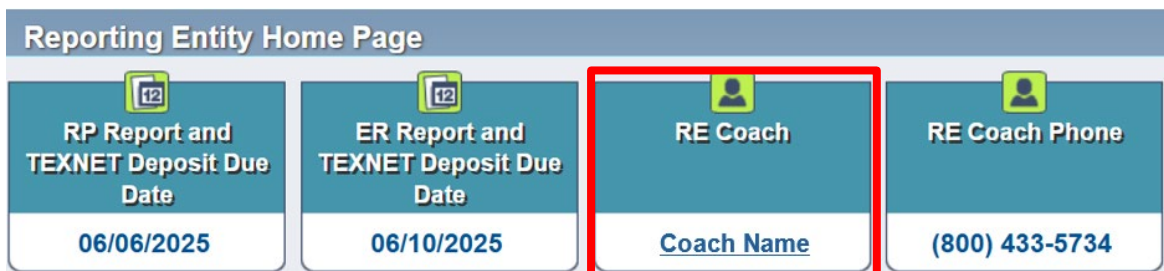 Reporting Entity Home Page
12
RP Report and
TEXNET Deposit Due
Date
06/06/2025
12
ER Report and
TEXNET Deposit Due
Date
06/10/2025
RE Coach
Coach Name
RE Coach Phone
(800) 433-5734